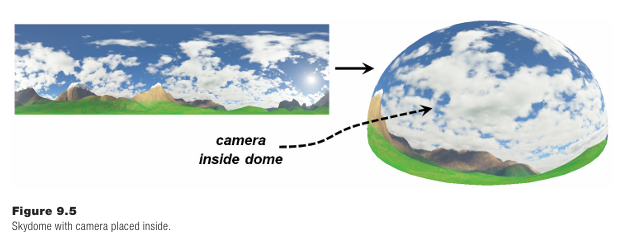 camera
inside dome
Figure 9.5
Skydome with camera placed inside.